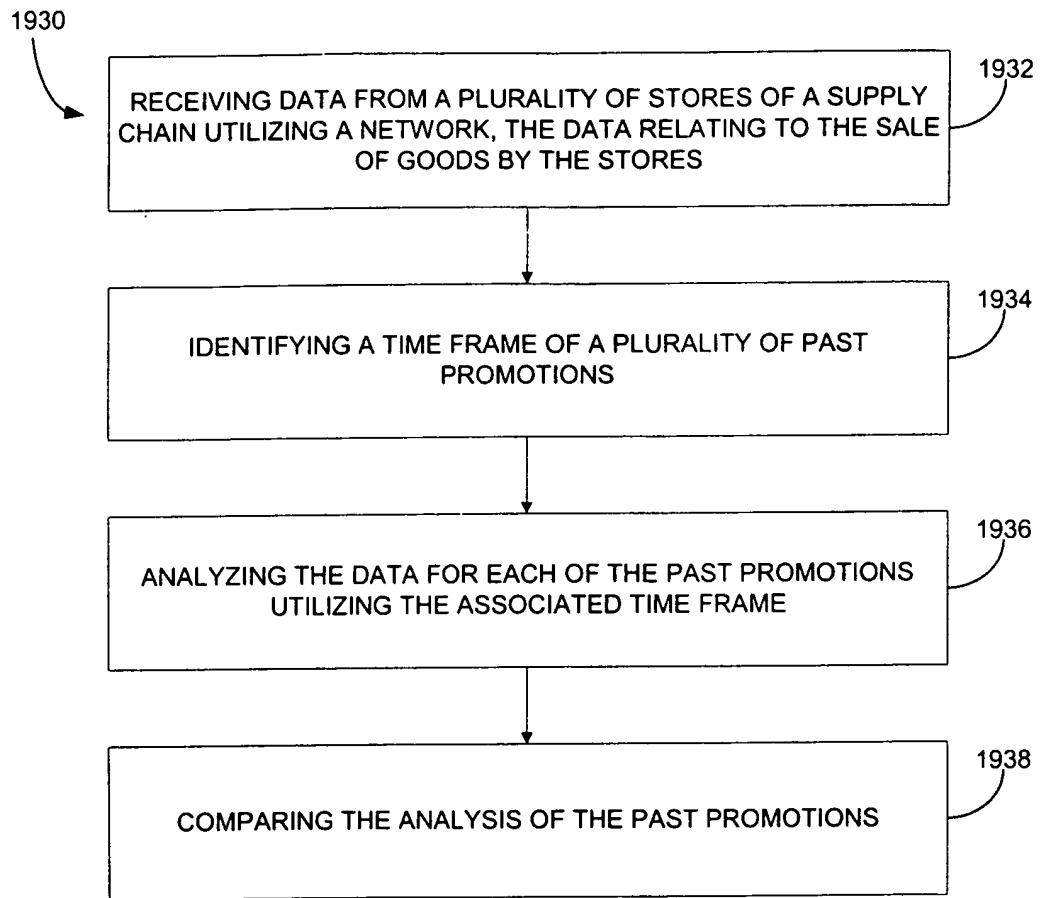 1930
1932
RECEIVING DATA FROM A PLURALITY OF STORES OF A SUPPLY
CHAIN UTILIZING A NETWORK, THE DATA RELATING TO THE SALE
OF GOODS BY THE STORES
1934
IDENTIFYING A TIME FRAME OF A PLURALITY OF PAST
PROMOTIONS
1936
ANALYZING THE DATA FOR EACH OF THE PAST PROMOTIONS
UTILIZING THE ASSOCIATED TIME FRAME
1938
COMPARING THE ANALYSIS OF THE PAST PROMOTIONS